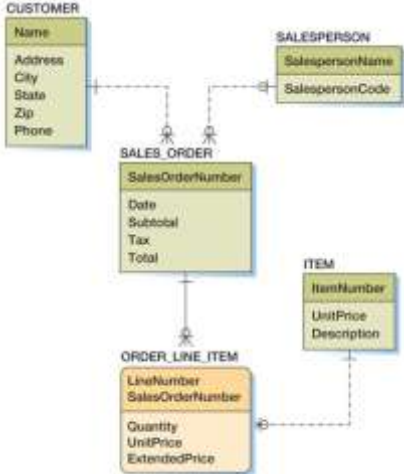 CUSTOMER
Name
Address
City
State
Zip
Phone
SALESPERSON
SalespersonName
SalespersonCode
SALES_ORDER
SalesOrderNumber
Date
Subtotal
Tax
Total
ITEM
ItemNumber
UnitPrice
Description
ORDER_LINE_ITEM
LineNumber
SalesOrderNumber
Quantity
UnitPrice
ExtendedPrice